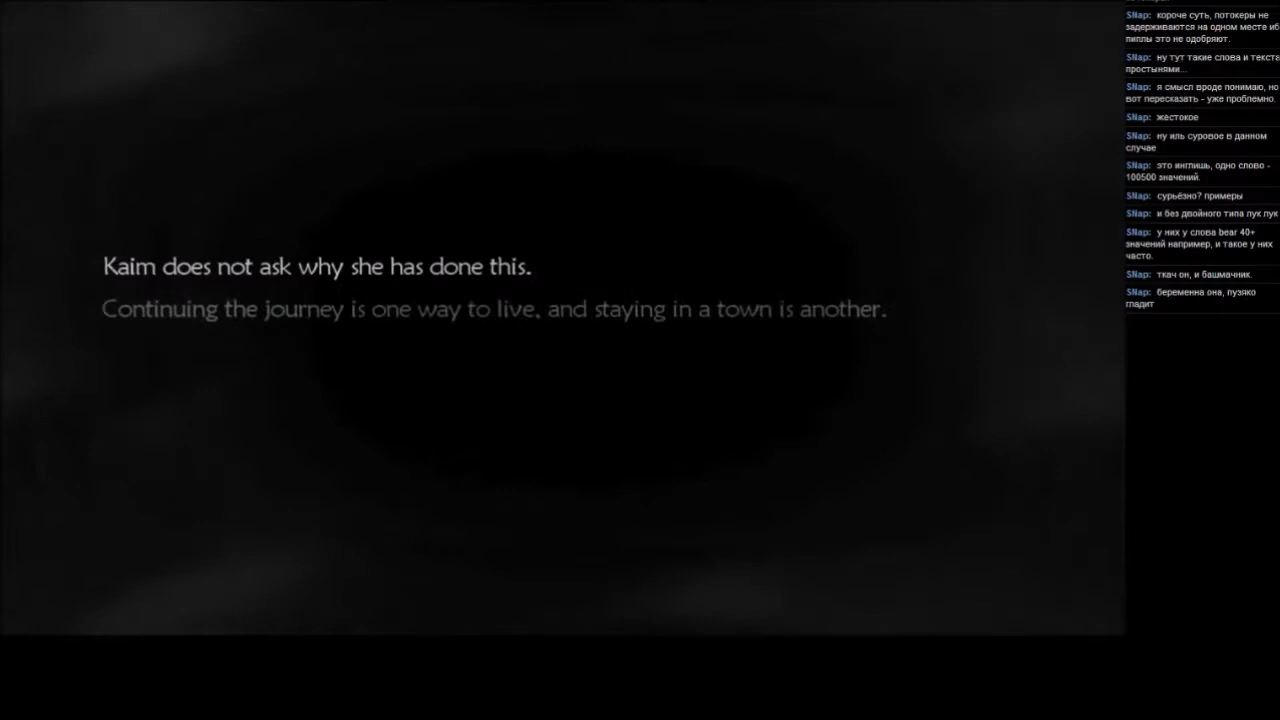 Kaim does not ask why she has done this.
Continuing the journey is one way to live, and staying in a town is another.
SNap: короче суть, потокеры не
задерживаются на одном месте иб
пиплы это не одобряют.
SNap: ну тут такие слова и текста
простынями...
SNap: я смысл вроде понимаю, но
вот пересказать - уже проблемно.
SNap: жестокое
SNap: ну иль суровое в данном
случае
SNap: это инглишь, одно слово -
100500 значений.
SNap: сурьёзно? примеры
SNap: и без двойного типа лук лук
SNap: у них у слова bear 40+
значений например, и такое у них
часто.
SNap: ткач он, и башмачник.
SNap: беременна она, пузяко
гладит